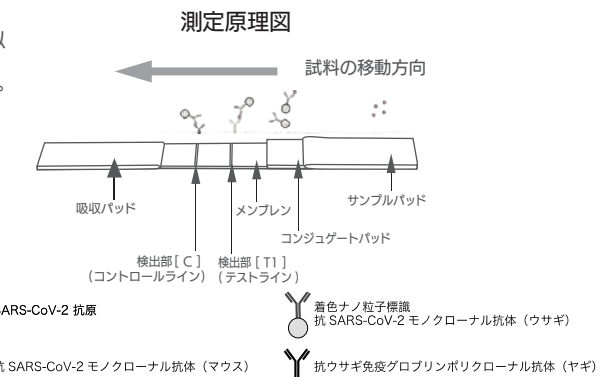 測定原理図
試料の移動方向
。
吸収パッド
メンブレン
サンプルパッド
コンジュゲートパッド
検出部[ C ]
(コントロールライン)
検出部[ T1 ]
(テストライン)
SARS-CoV-2 抗原
着色ナノ粒子標識
抗 SARS-CoV-2 モノクローナル抗体(ウサギ)
抗 SARS-CoV-2 モノクローナル抗体(マウス)
抗ウサギ免疫グロブリンポリクローナル抗体(ヤギ)